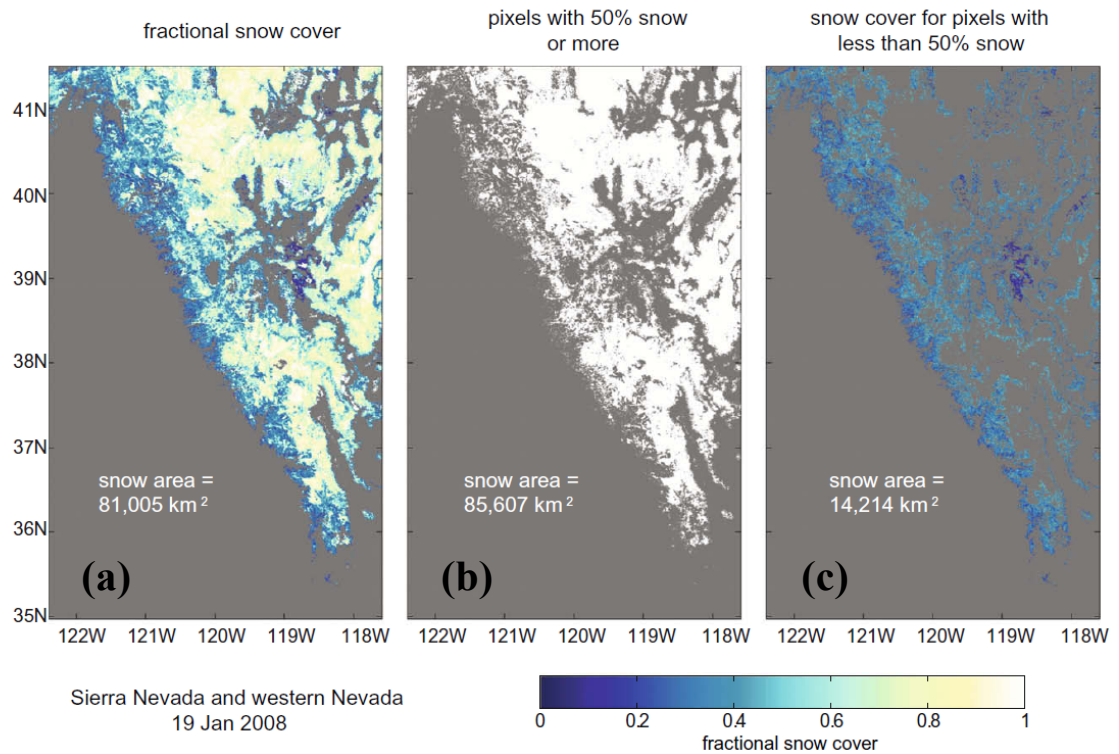 fractional snow cover
pixels with 50% snow
or more
snow cover for pixels with
less than 50% snow
41N
40N
39N
38N
37N
36N
35N
snow area =
81,005 km²
(a)
122W 121W 120W 119W 118W
snow area =
85,607 km²
(b)
122W 121W 120W 119W 118W
snow area =
14,214 km²
(c)
122W 121W 120W 119W 118W
Sierra Nevada and western Nevada
19 Jan 2008
0 0.2 0.4 0.6 0.8 1
fractional snow cover